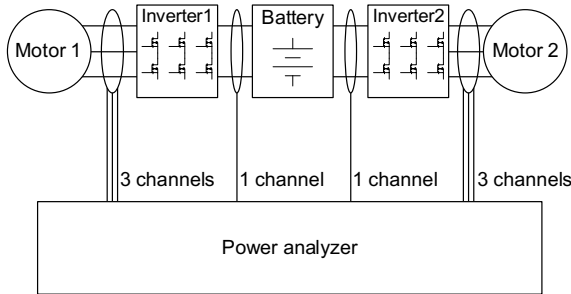 Motor 1
Inverter1
Battery
Inverter2
Motor 2
3 channels
1 channel
1 channel
3 channels
Power analyzer